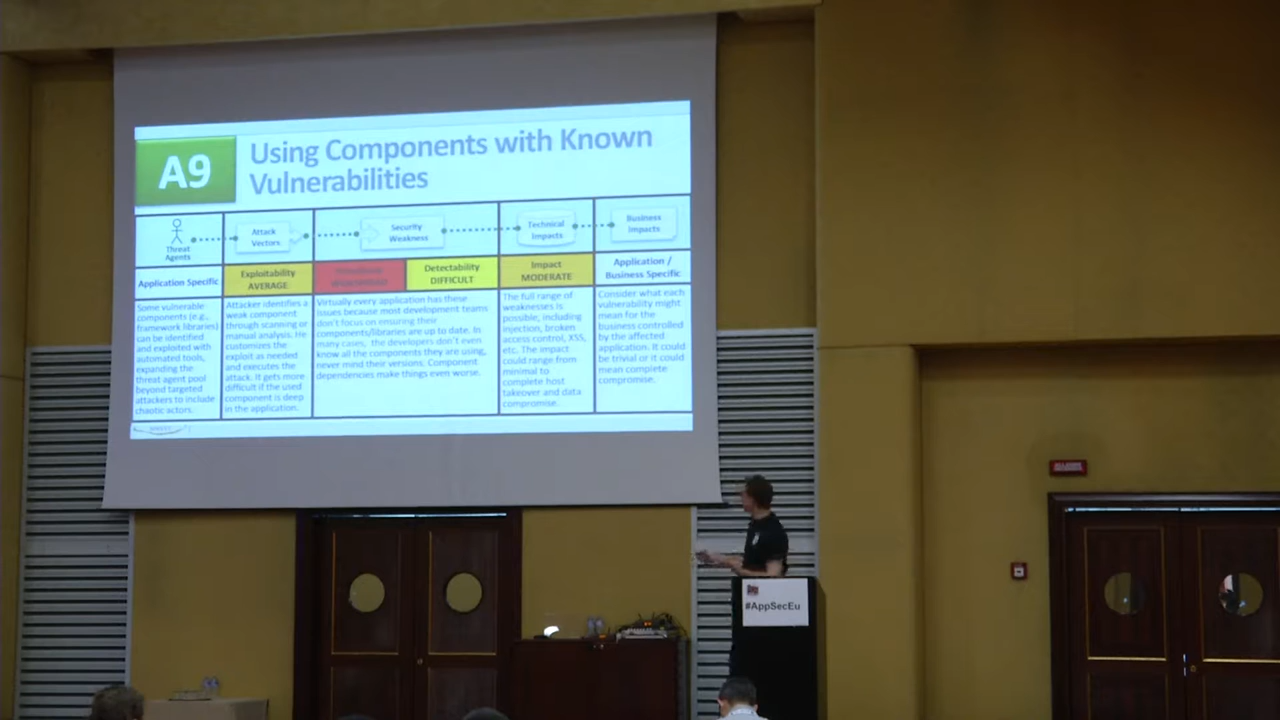 A9
Using Components with Known
Vulnerabilities
Threat
Agents
Attack
Vectors
Security
Weakness
Technical
Impacts
Business
Impacts
Application Specific
Exploitability
AVERAGE
Detectability
DIFFICULT
Impact
MODERATE
Application /
Business Specific
Some vulnerable
components (e.g.,
framework libraries)
can be identified
and exploited with
automated tools,
expanding the
threat agent pool
beyond targeted
attackers to include
chaotic actors.
Attacker identifies a
weak component
through scanning or
manual analysis. He
customizes the
exploit as needed
and executes the
attack. It gets more
difficult if the used
component is deep
in the application.
Virtually every application has these
issues because most development teams
don't focus on ensuring their
components/libraries are up to date. In
many cases, the developers don't even
know all the components they are using,
never mind their versions. Component
dependencies make things even worse.
The full range of
weaknesses is
possible, including
injection, broken
access control, XSS,
etc. The impact
could range from
minimal to
complete host
takeover and data
compromise.
Consider what each
vulnerability might
mean for the
business controlled
by the affected
application. It could
be trivial or it could
mean complete
compromise.
#AppSecEu